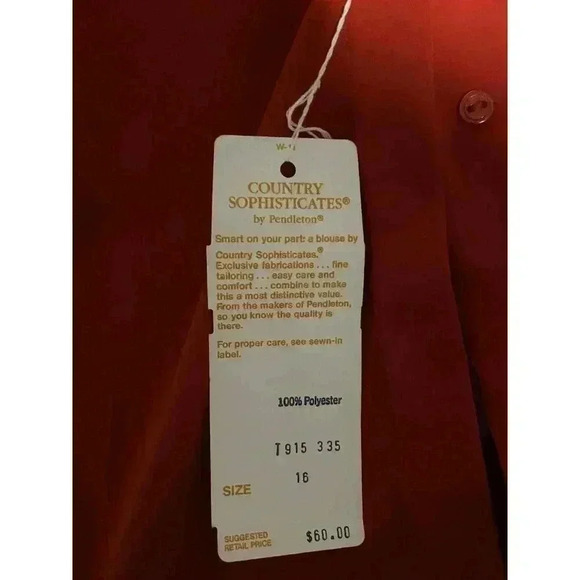 COUNTRY
SOPHISTICATES®
by Pendleton®
Smart on your part: a blouse by
Country Sophisticates.®
Exclusive fabrications . . . fine
tailoring . . . easy care and
comfort . . . combine to make
this a most distinctive value.
From the makers of Pendleton,
so you know the quality is
there.
For proper care, see sewn-in
label.
100% Polyester
T915 335
SIZE 16
SUGGESTED
RETAIL PRICE $60.00